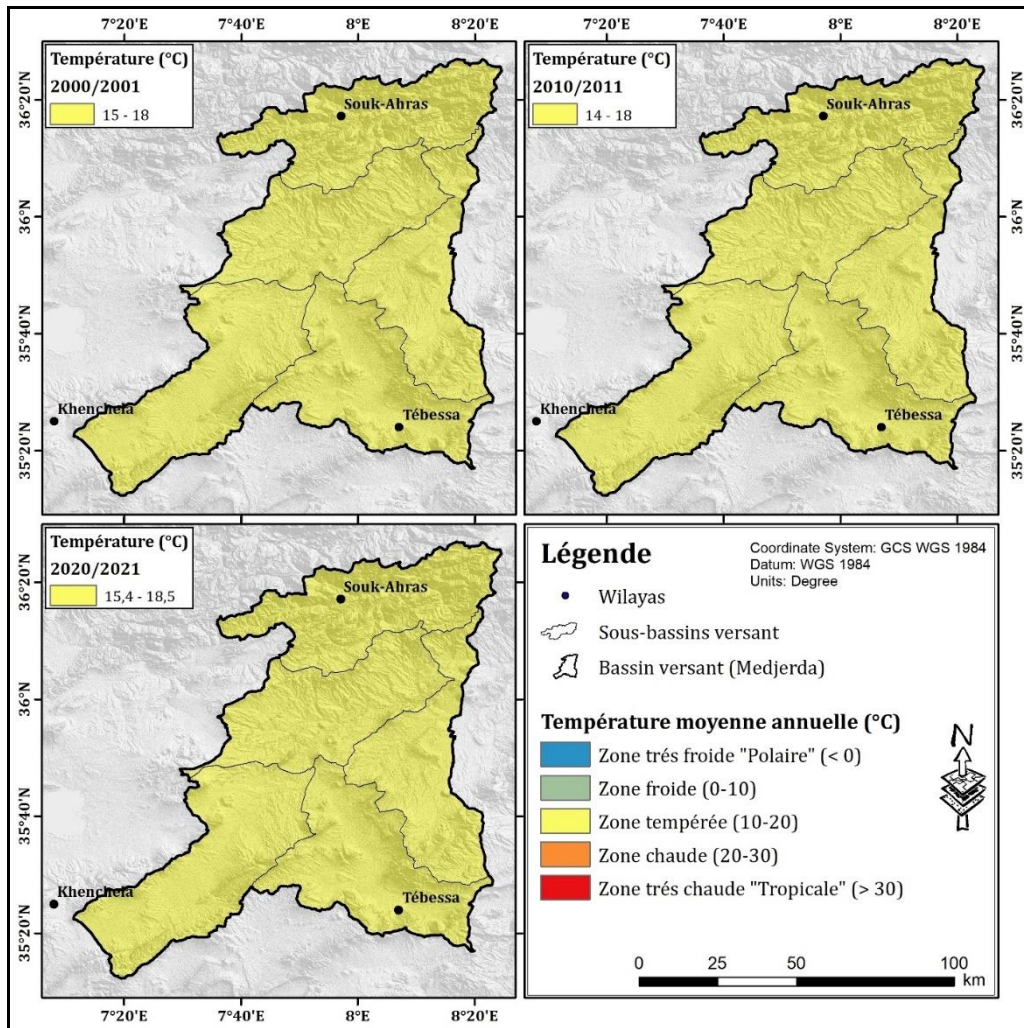 7°20'E 7°40'E 8°E 8°20'E 7°20'E 7°40'E 8°E 8°20'E
Température (°C)
2000/2001
15 - 18
Souk-Ahras
Khenchela
Tébessa
36°20'N
36°N
35°40'N
35°20'N
Température (°C)
2010/2011
14 - 18
Souk-Ahras
Khenchela
Tébessa
36°20'N
36°N
35°40'N
35°20'N
Température (°C)
2020/2021
15,4 - 18,5
Souk-Ahras
Khenchela
Tébessa
36°20'N
36°N
35°40'N
35°20'N
7°20'E 7°40'E 8°E 8°20'E
Légende
Coordinate System: GCS WGS 1984
Datum: WGS 1984
Units: Degree
Wilayas
Sous-bassins versant
Bassin versant (Medjerda)
Température moyenne annuelle (°C)
Zone trés froide "Polaire" (< 0)
Zone froide (0-10)
Zone tempérée (10-20)
Zone chaude (20-30)
Zone trés chaude "Tropicale" (> 30)
N
0 25 50 100
km